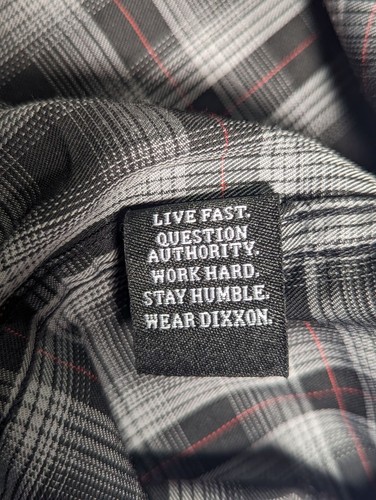 LIVE FAST.
QUESTION
AUTHORITY.
WORK HARD.
STAY HUMBLE.
WEAR DIXXON.